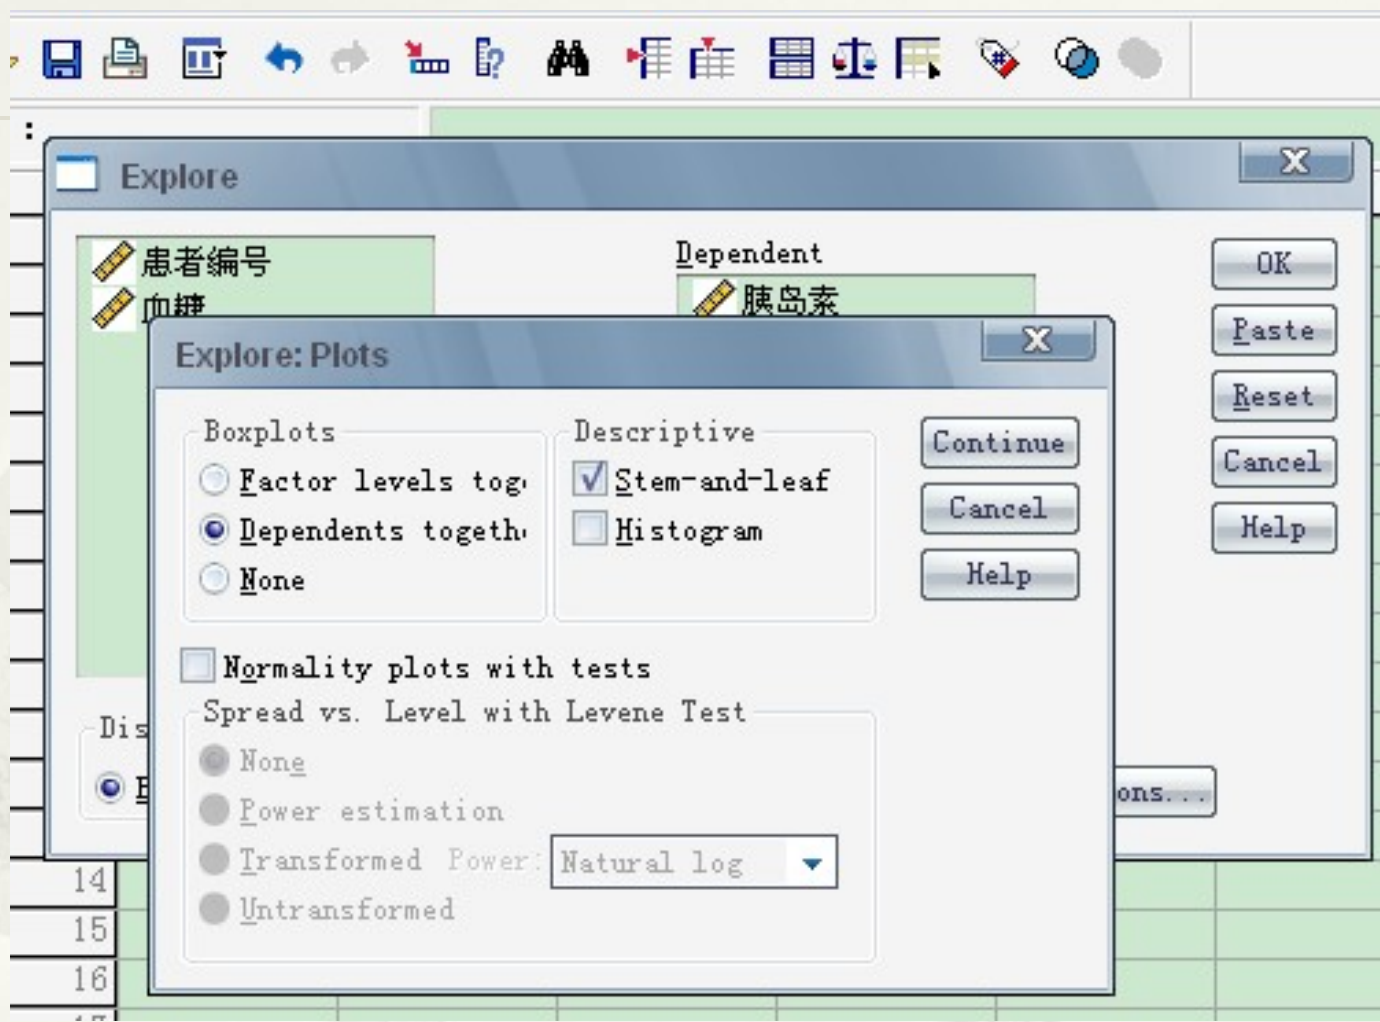 :
Explore
患者编号
血糖
Dependent
胰岛素
OK
Paste
Reset
Cancel
Help
Explore: Plots
Boxplots
Factor levels tog
Dependents togeth
None
Descriptive
Stem-and-leaf
Histogram
Continue
Cancel
Help
Normality plots with tests
Spread vs. Level with Levene Test
None
Power estimation
Transformed Power: Natural log
Untransformed
Dis
ons...
14
15
16